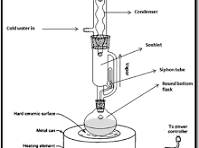 Condenser
Cold water in
Soxhlet
Vapor
Siphon tube
Round bottom
flask
Hard ceramic surface
Metal can
Heating element
To power
controller